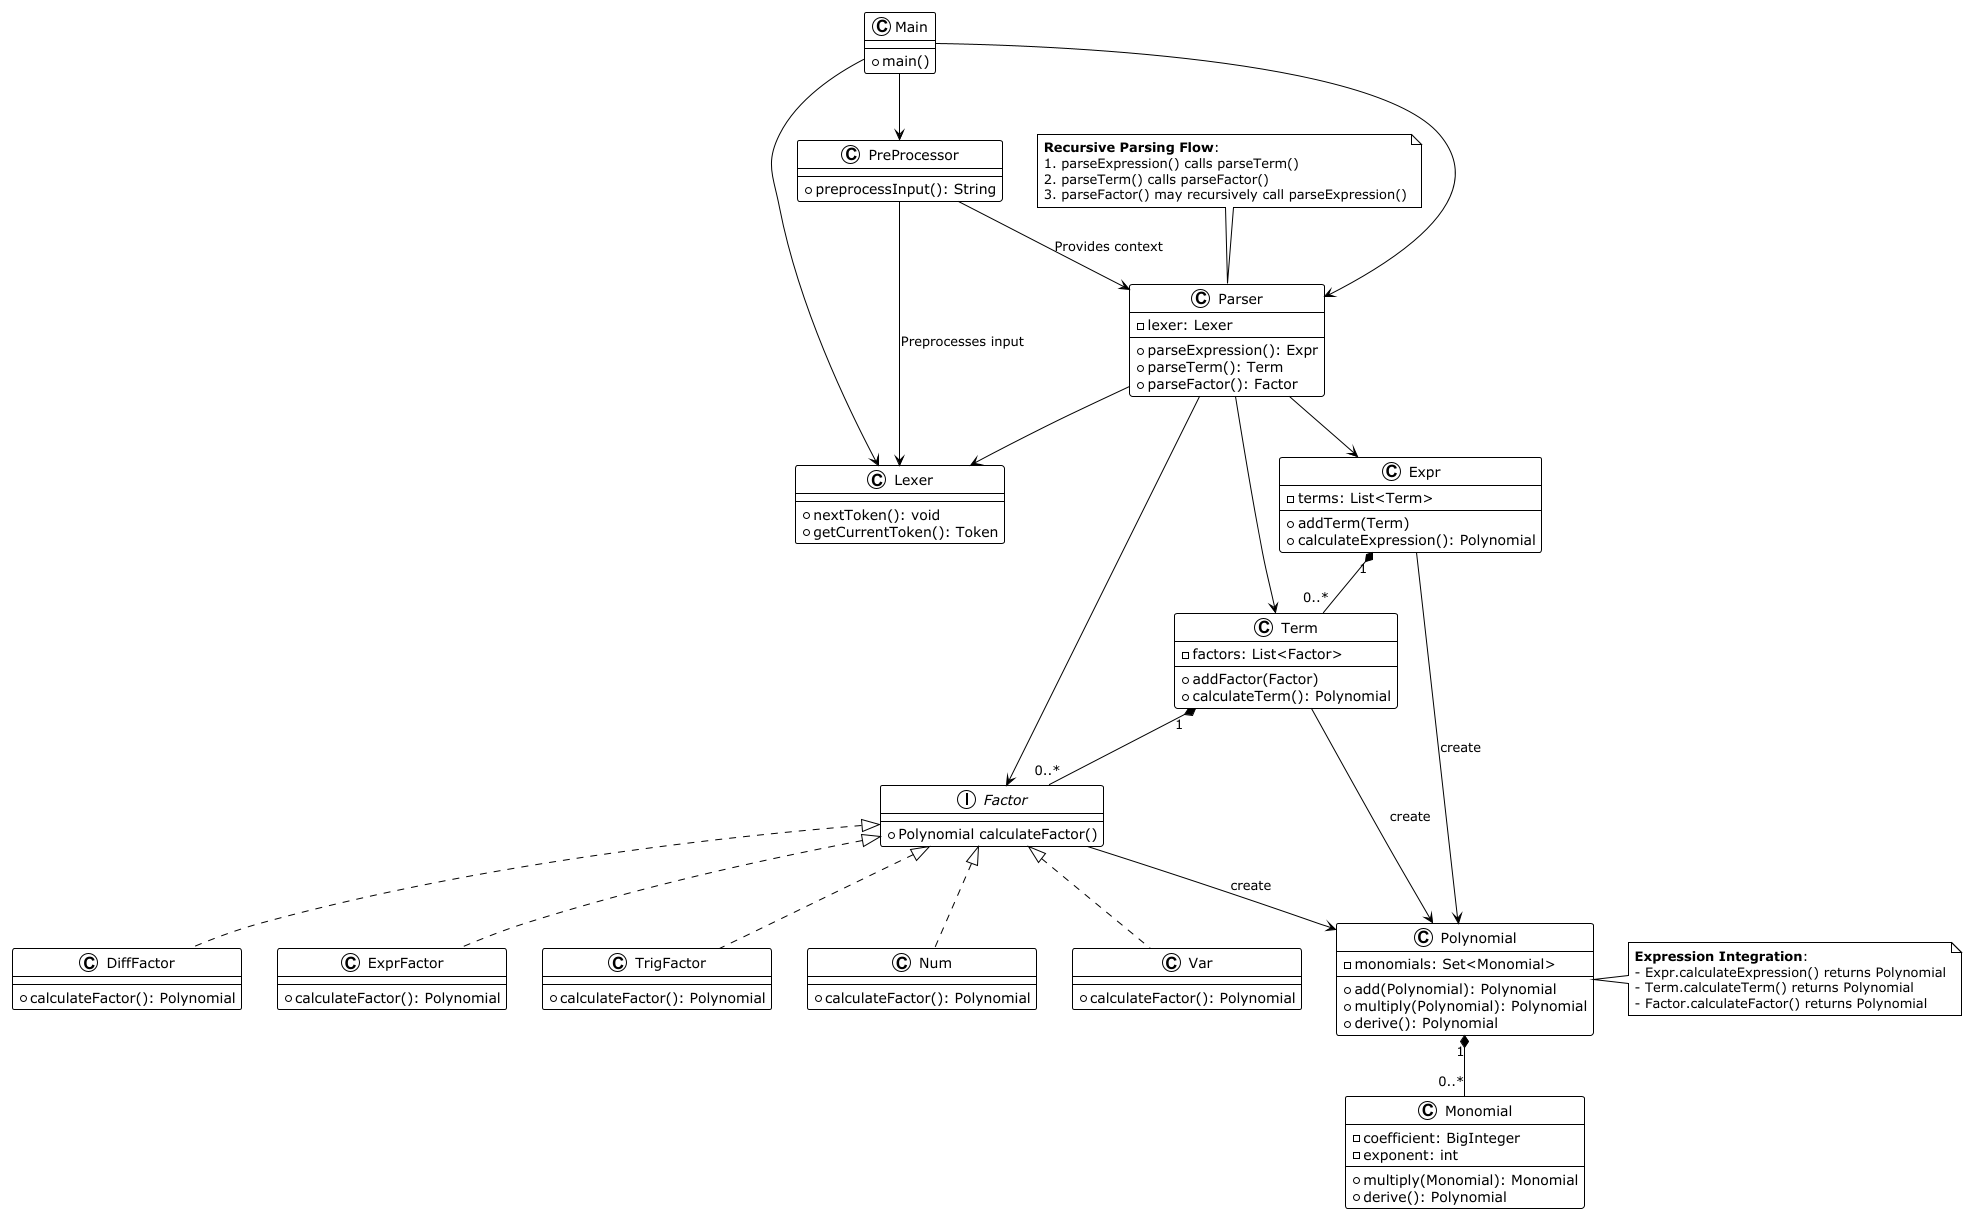 C Main
main()
C PreProcessor
preprocessInput(): String
Recursive Parsing Flow:
1. parseExpression() calls parseTerm()
2. parseTerm() calls parseFactor()
3. parseFactor() may recursively call parseExpression()
Provides context
C Parser
lexer: Lexer
parseExpression(): Expr
parseTerm(): Term
parseFactor(): Factor
Preprocesses input
C Lexer
nextToken(): void
getCurrentToken(): Token
C Expr
terms: List<Term>
addTerm(Term)
calculateExpression(): Polynomial
1
0..*
C Term
factors: List<Factor>
addFactor(Factor)
calculateTerm(): Polynomial
1
0..*
create
create
I Factor
Polynomial calculateFactor()
create
C DiffFactor
calculateFactor(): Polynomial
C ExprFactor
calculateFactor(): Polynomial
C TrigFactor
calculateFactor(): Polynomial
C Num
calculateFactor(): Polynomial
C Var
calculateFactor(): Polynomial
C Polynomial
monomials: Set<Monomial>
add(Polynomial): Polynomial
multiply(Polynomial): Polynomial
derive(): Polynomial
Expression Integration:
- Expr.calculateExpression() returns Polynomial
- Term.calculateTerm() returns Polynomial
- Factor.calculateFactor() returns Polynomial
1
0..*
C Monomial
coefficient: BigInteger
exponent: int
multiply(Monomial): Monomial
derive(): Polynomial